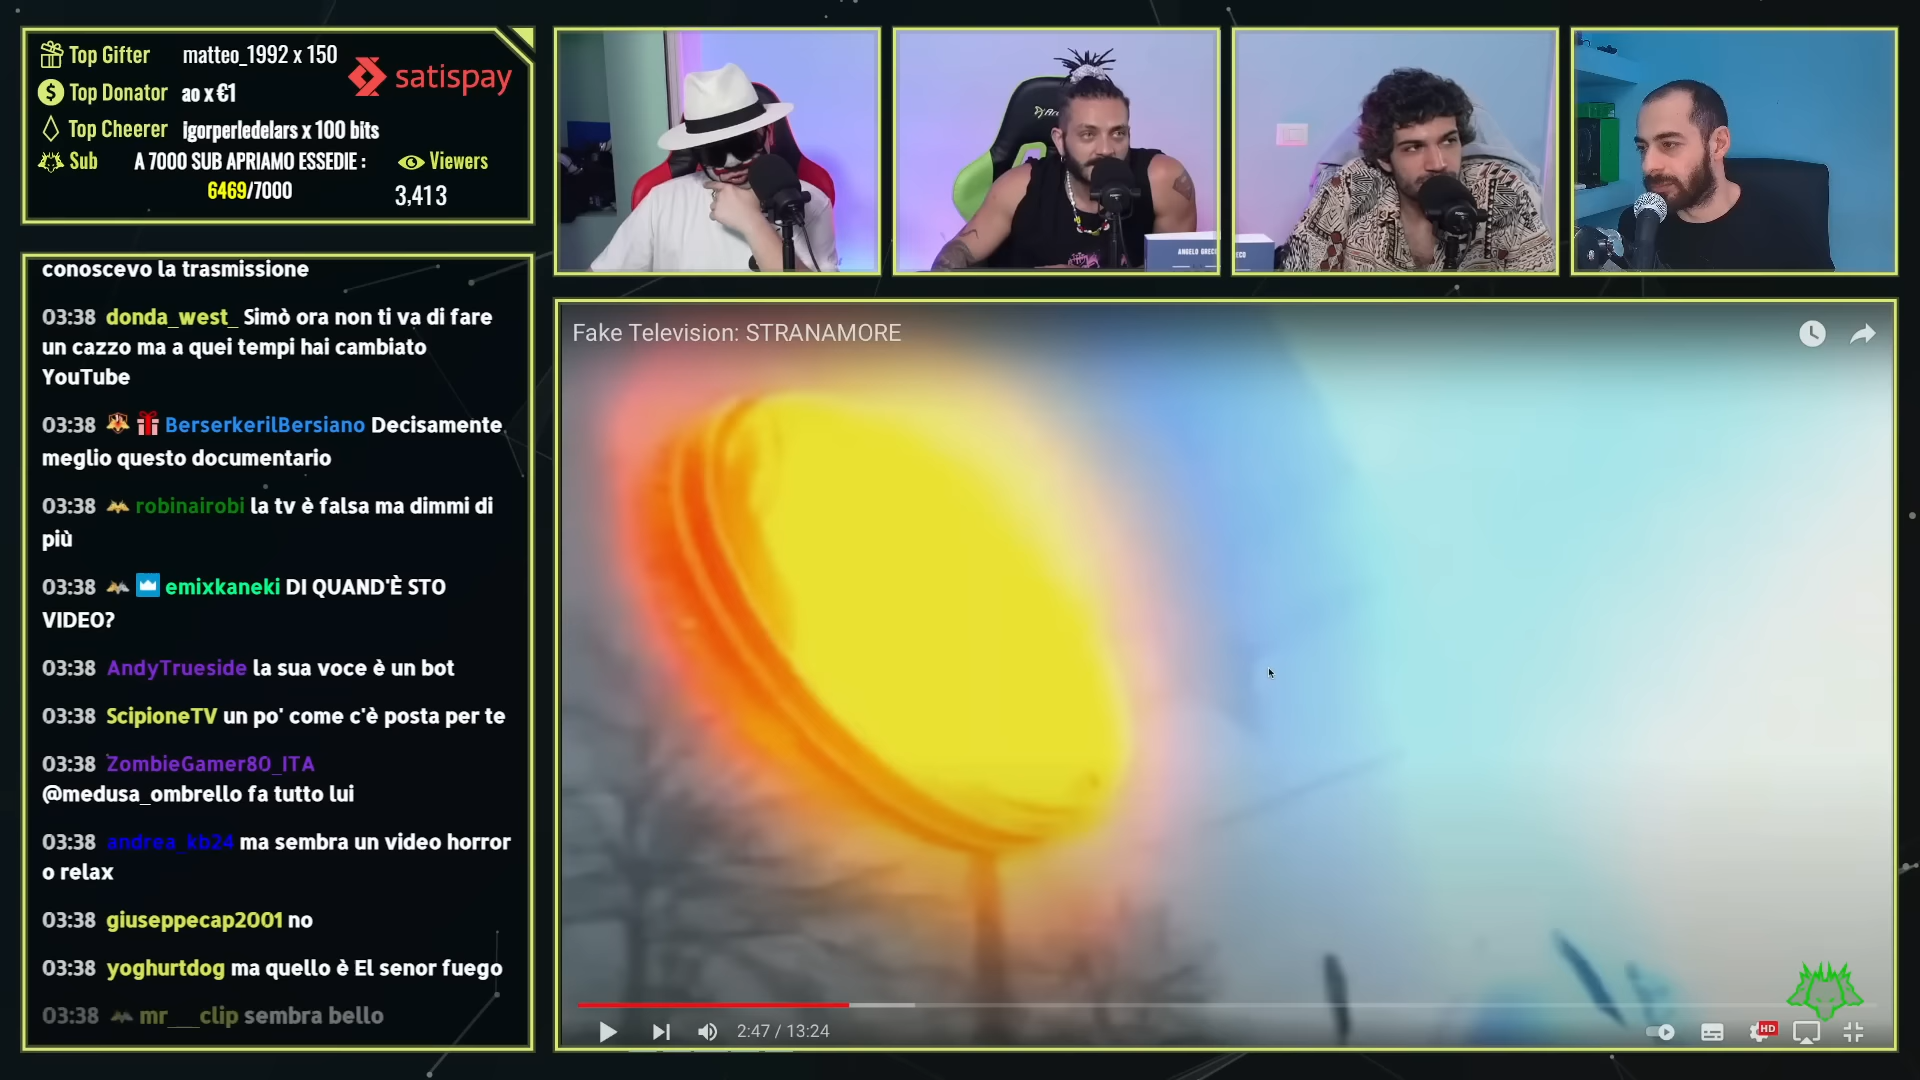 Top Gifter matteo_1992 x 150
satispay
Top Donator ao x €1
Top Cheerer Igorperledelars x 100 bits
Sub A 7000 SUB APRIAMO ESSEDIE : Viewers
6469/7000 3,413
conoscevo la trasmissione
03:38 donda_west_ Simò ora non ti va di fare
un cazzo ma a quei tempi hai cambiato
YouTube
03:38 BerserkerilBersiano Decisamente
meglio questo documentario
03:38 robinairobi la tv è falsa ma dimmi di
più
03:38 emixkaneki DI QUAND'È STO
VIDEO?
03:38 AndyTrueside la sua voce è un bot
03:38 ScipioneTV un po' come c'è posta per te
03:38 ZombieGamer80_ITA
@medusa_ombrello fa tutto lui
03:38 andrea_kb24 ma sembra un video horror
o relax
03:38 giuseppecap2001 no
03:38 yoghurtdog ma quello è El senor fuego
03:38 mr___clip sembra bello
ANGELO GRECO
Fake Television: STRANAMORE
2:47 / 13:24
HD